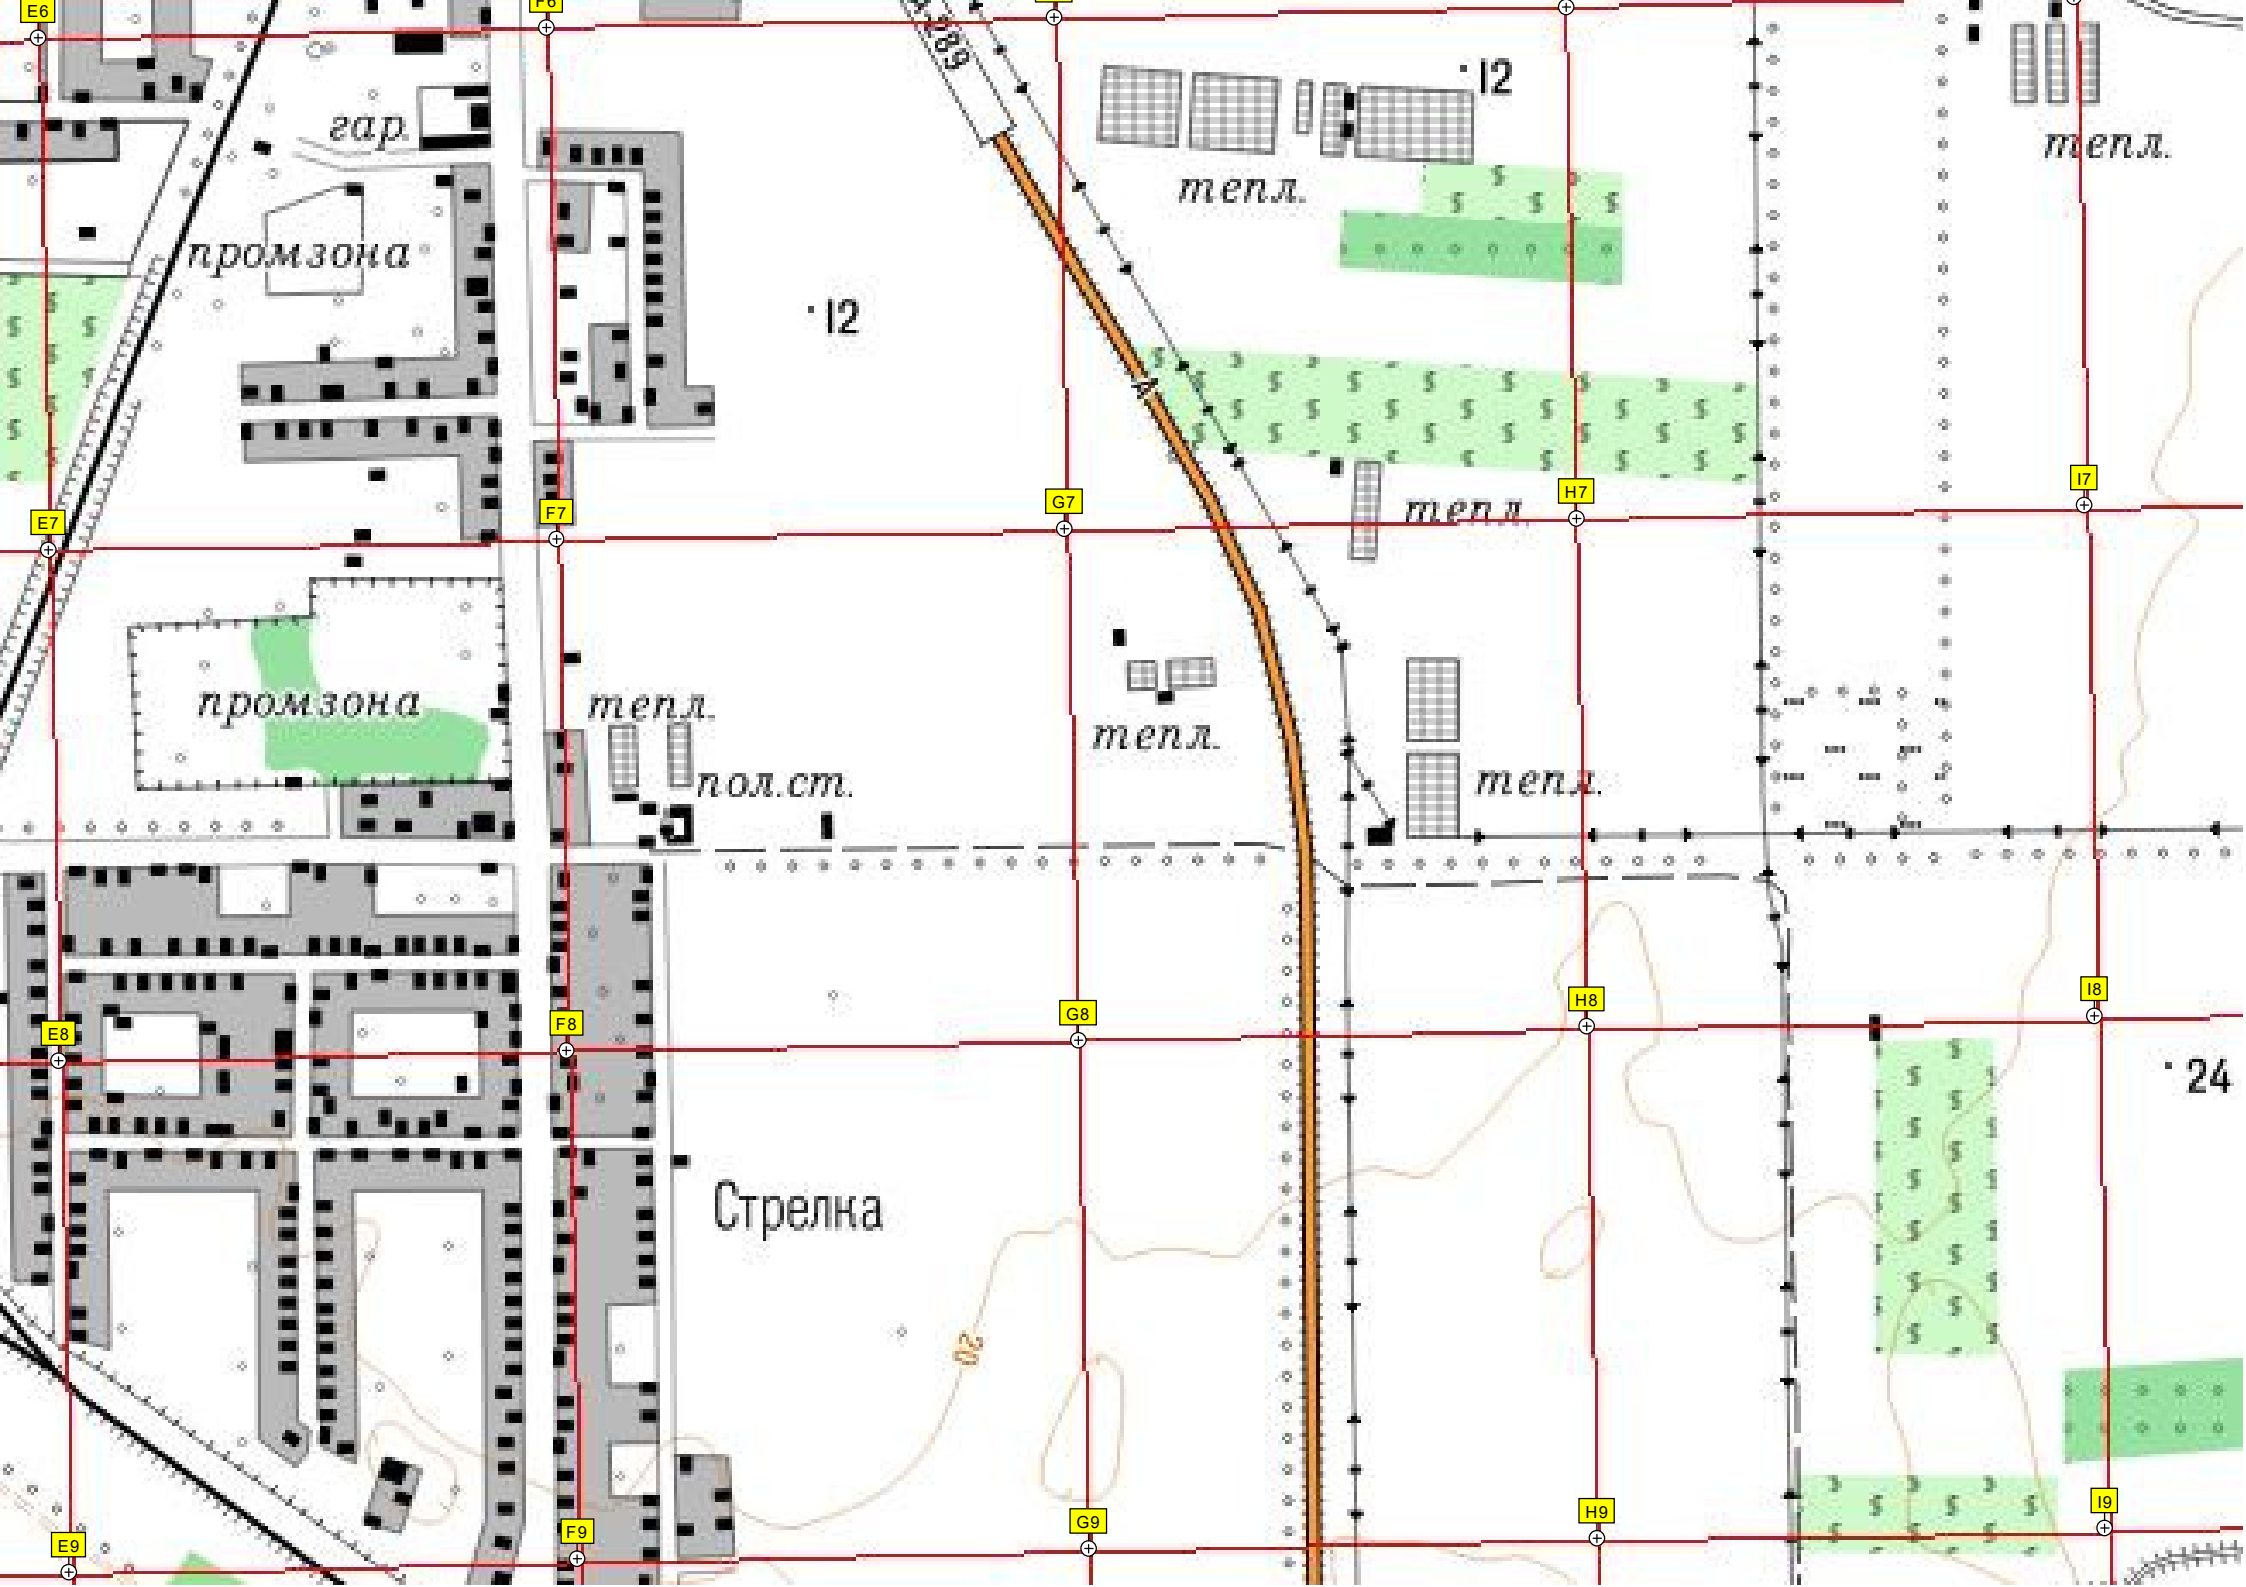 E6
F6
A-289
12
гар.
тепл.
тепл.
промзона
12
A
E7
F7
G7
тепл.
H7
I7
промзона
тепл.
тепл.
пол.ст.
тепл.
E8
F8
G8
H8
I8
24
Стрелка
20
E9
F9
G9
H9
I9